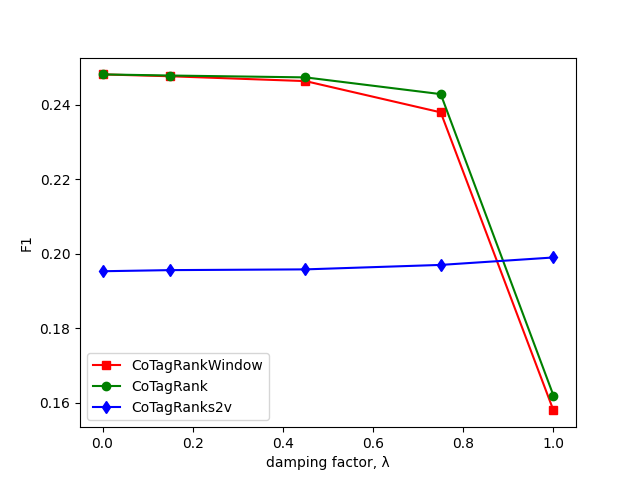 0.24
0.22
0.20
0.18
0.16
F1
CoTagRankWindow
CoTagRank
CoTagRanks2v
0.0 0.2 0.4 0.6 0.8 1.0
damping factor, λ